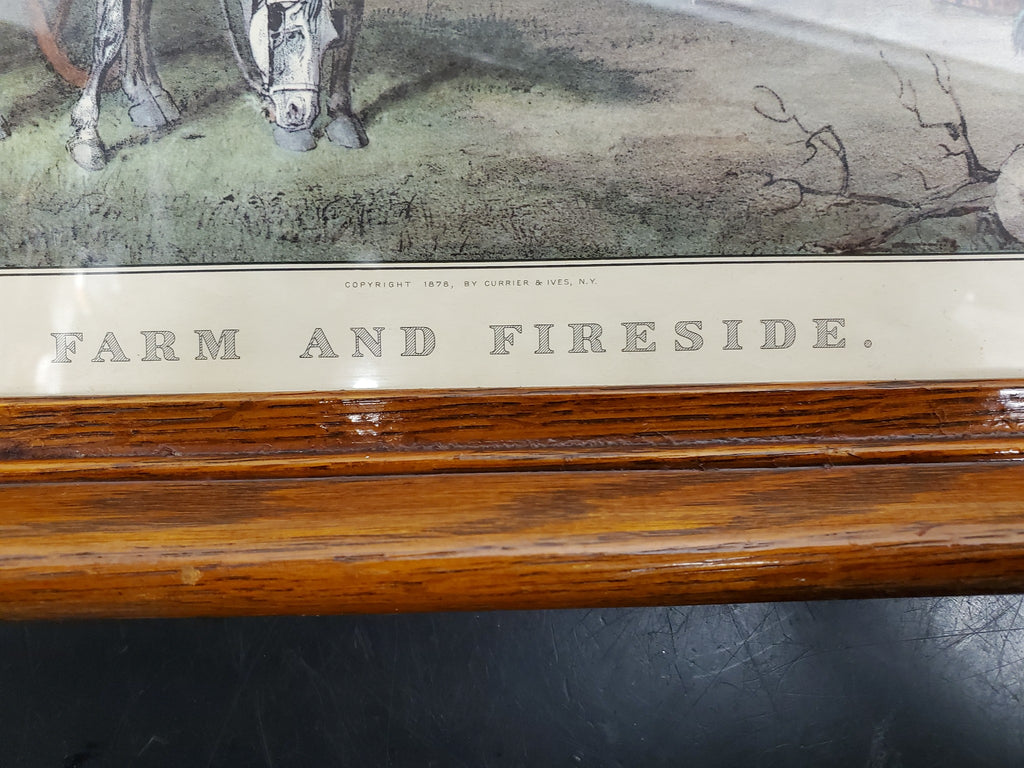 COPYRIGHT 1878, BY CURRIER & IVES, N.Y.
FARM AND FIRESIDE.